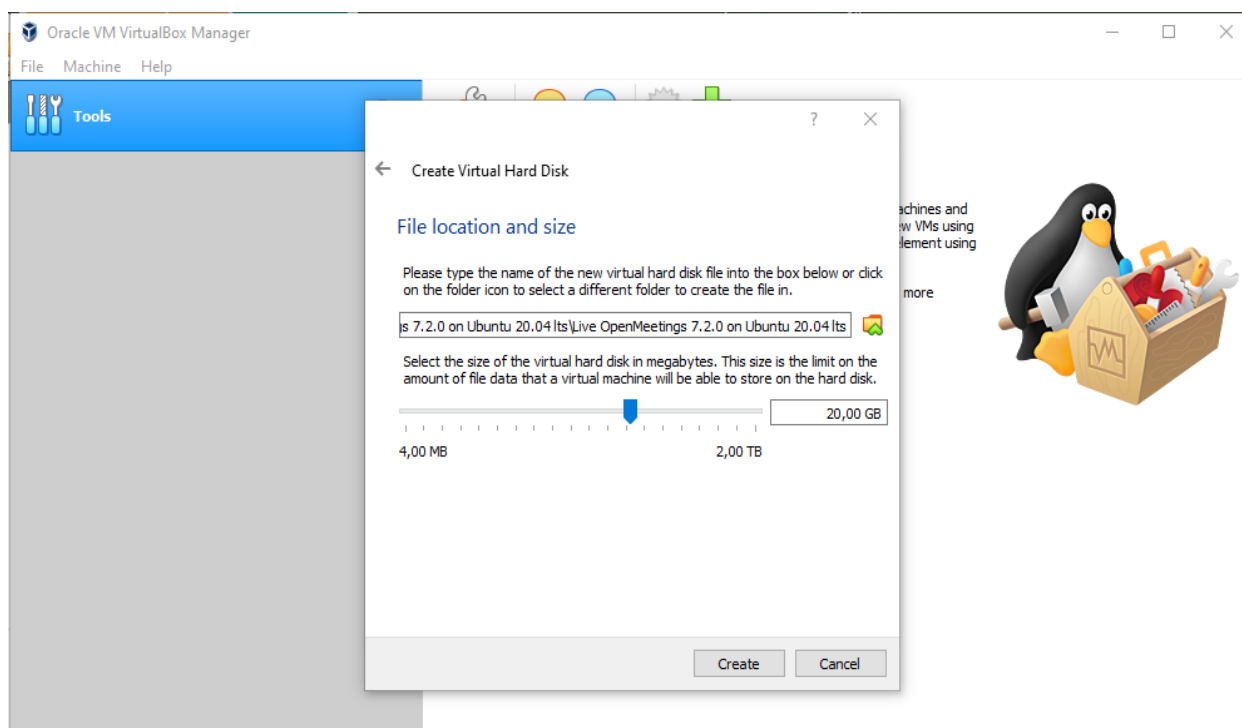 Oracle VM VirtualBox Manager
File Machine Help
Tools
?
Create Virtual Hard Disk
File location and size
Please type the name of the new virtual hard disk file into the box below or click
on the folder icon to select a different folder to create the file in.
s 7.2.0 on Ubuntu 20.04 lts\Live OpenMeetings 7.2.0 on Ubuntu 20.04 lts
Select the size of the virtual hard disk in megabytes. This size is the limit on the
amount of file data that a virtual machine will be able to store on the hard disk.
20,00 GB
4,00 MB 2,00 TB
Create Cancel
achines and
w VMs using
element using
more